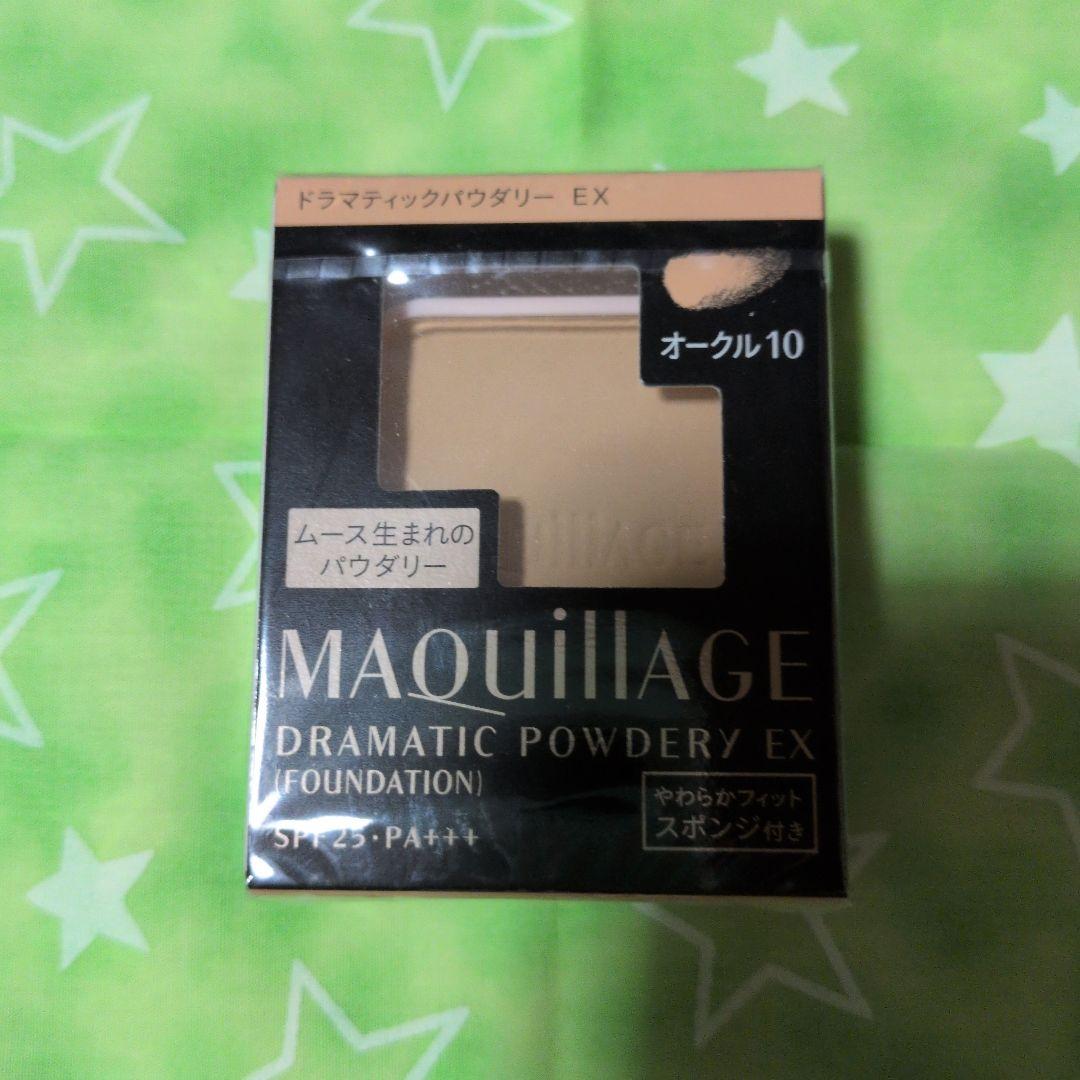 ドラマティックパウダリー EX
オークル10
ムース生まれの
パウダリー
MAQuillAGE
DRAMATIC POWDERY EX
(FOUNDATION)
SPF 25・PA+++
やわらかフィット
スポンジ付き